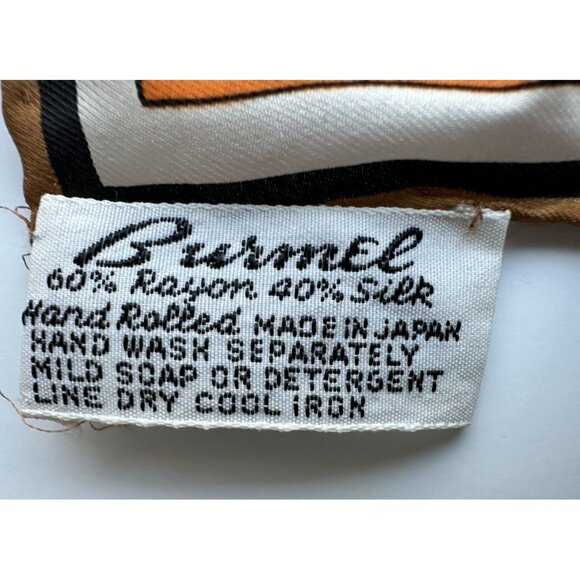 Burmel
60% Rayon 40% Silk
Hand Rolled MADE IN JAPAN
HAND WASH SEPARATELY
MILD SOAP OR DETERGENT
LINE DRY COOL IRON